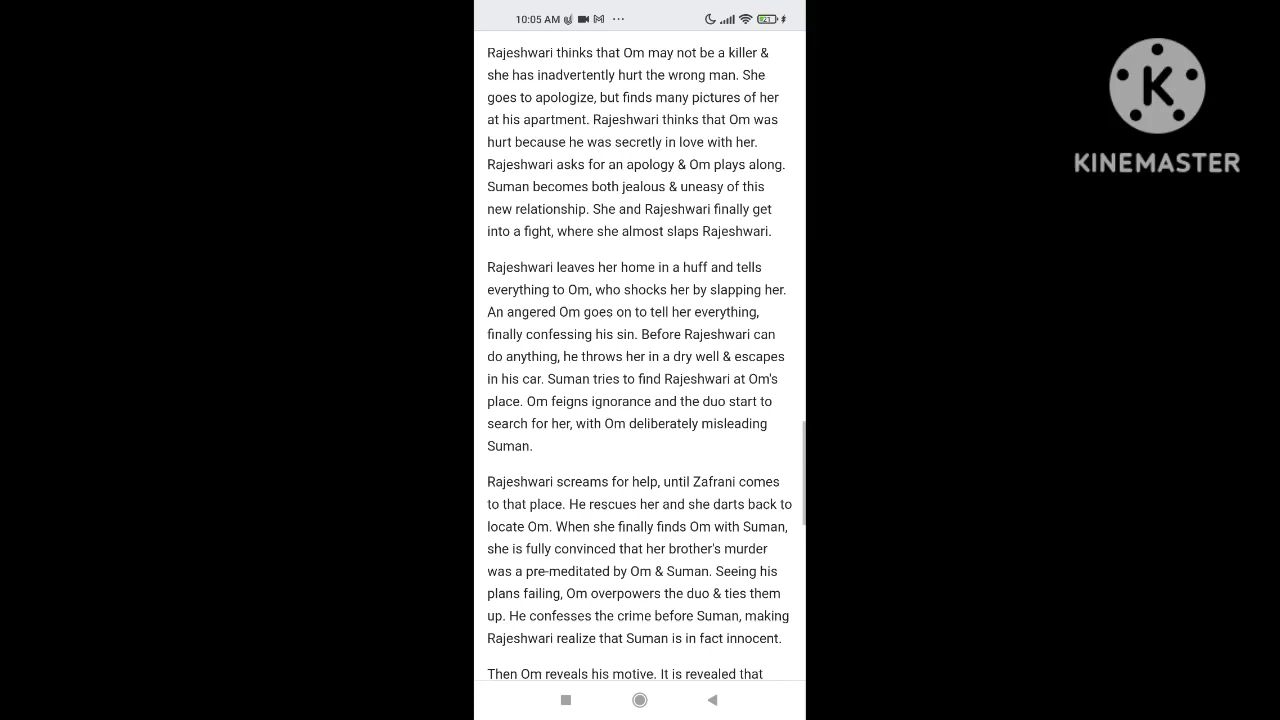 10:05 AM
21
K
KINEMASTER
Rajeshwari thinks that Om may not be a killer &
she has inadvertently hurt the wrong man. She
goes to apologize, but finds many pictures of her
at his apartment. Rajeshwari thinks that Om was
hurt because he was secretly in love with her.
Rajeshwari asks for an apology & Om plays along.
Suman becomes both jealous & uneasy of this
new relationship. She and Rajeshwari finally get
into a fight, where she almost slaps Rajeshwari.
Rajeshwari leaves her home in a huff and tells
everything to Om, who shocks her by slapping her.
An angered Om goes on to tell her everything,
finally confessing his sin. Before Rajeshwari can
do anything, he throws her in a dry well & escapes
in his car. Suman tries to find Rajeshwari at Om's
place. Om feigns ignorance and the duo start to
search for her, with Om deliberately misleading
Suman.
Rajeshwari screams for help, until Zafrani comes
to that place. He rescues her and she darts back to
locate Om. When she finally finds Om with Suman,
she is fully convinced that her brother's murder
was a pre-meditated by Om & Suman. Seeing his
plans failing, Om overpowers the duo & ties them
up. He confesses the crime before Suman, making
Rajeshwari realize that Suman is in fact innocent.
Then Om reveals his motive. It is revealed that